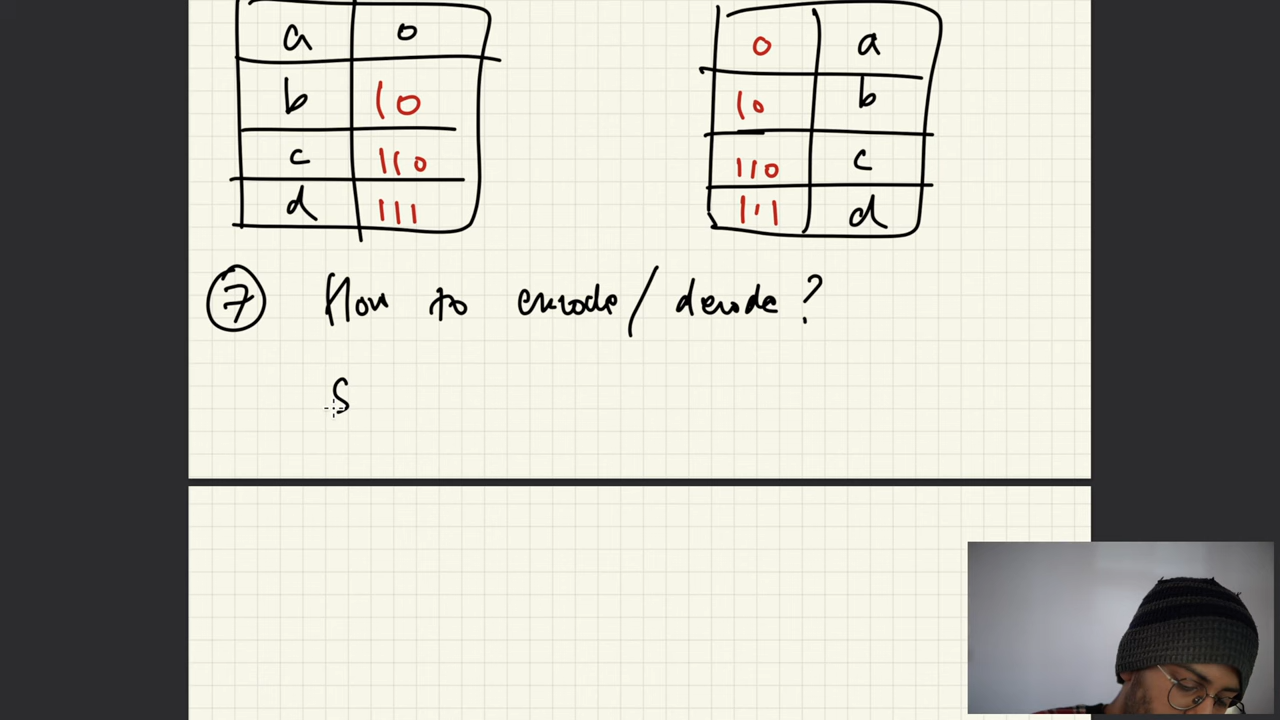 a 0 0 a
b 10 10 b
c 110 110 c
d 111 111 d
7 How to encode/decode?
S